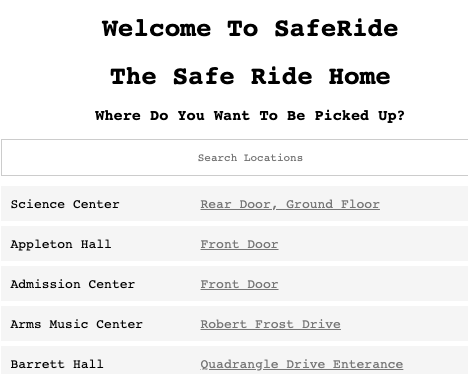 Welcome To SafeRide
The Safe Ride Home
Where Do You Want To Be Picked Up?
Search Locations
Science Center Rear Door, Ground Floor
Appleton Hall Front Door
Admission Center Front Door
Arms Music Center Robert Frost Drive
Barrett Hall Quadrangle Drive Enterance